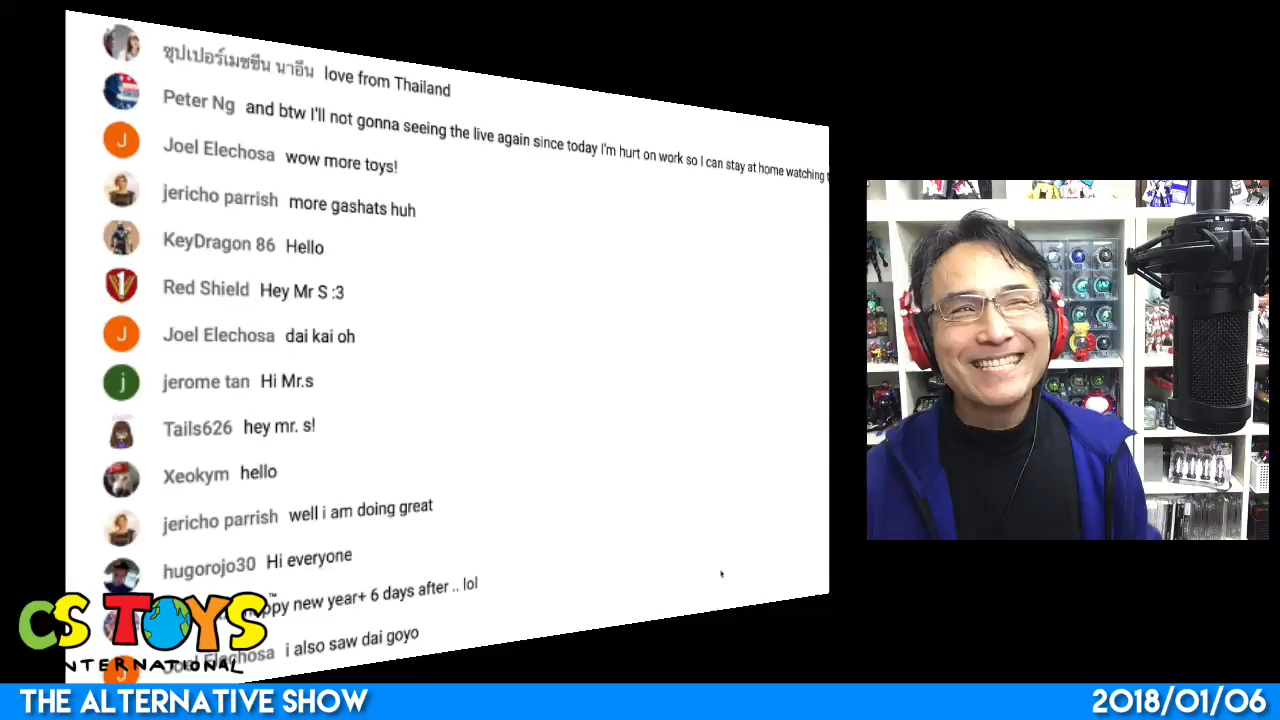 ซุปเปอร์เมชชีน นาอีน love from Thailand
Peter Ng and btw I'll not gonna seeing the live again since today I'm hurt on work so I can stay at home watching t
J Joel Elechosa wow more toys!
jericho parrish more gashats huh
KeyDragon 86 Hello
Red Shield Hey Mr S :3
J Joel Elechosa dai kai oh
j jerome tan Hi Mr.s
Tails626 hey mr. s!
Xeokym hello
jericho parrish well i am doing great
hugorojo30 Hi everyone
ppy new year+ 6 days after .. lol
J Joel Elechosa i also saw dai goyo
CS TOYS™
INTERNATIONAL
THE ALTERNATIVE SHOW
2018/01/06